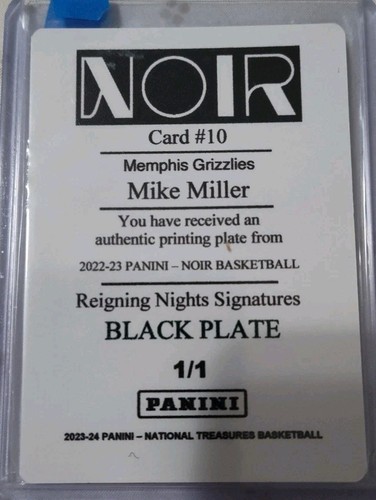 NOIR
Card #10
Memphis Grizzlies
Mike Miller
You have received an
authentic printing plate from
2022-23 PANINI – NOIR BASKETBALL
Reigning Nights Signatures
BLACK PLATE
1/1
PANINI
2023-24 PANINI – NATIONAL TREASURES BASKETBALL